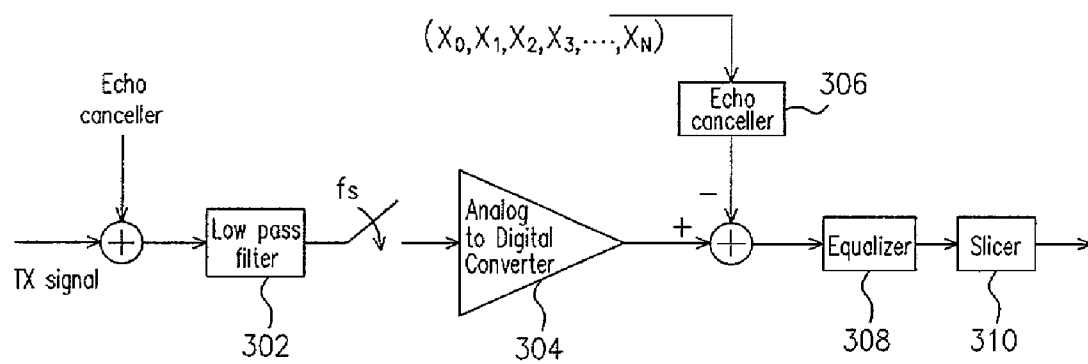 (X₀,X₁,X₂,X₃,····,X_N)
Echo
canceller
Echo
canceller
306
fs
Low pass
filter
Analog
to Digital
Converter
−
+
+
+
TX signal
Equalizer
Slicer
302
304
308
310